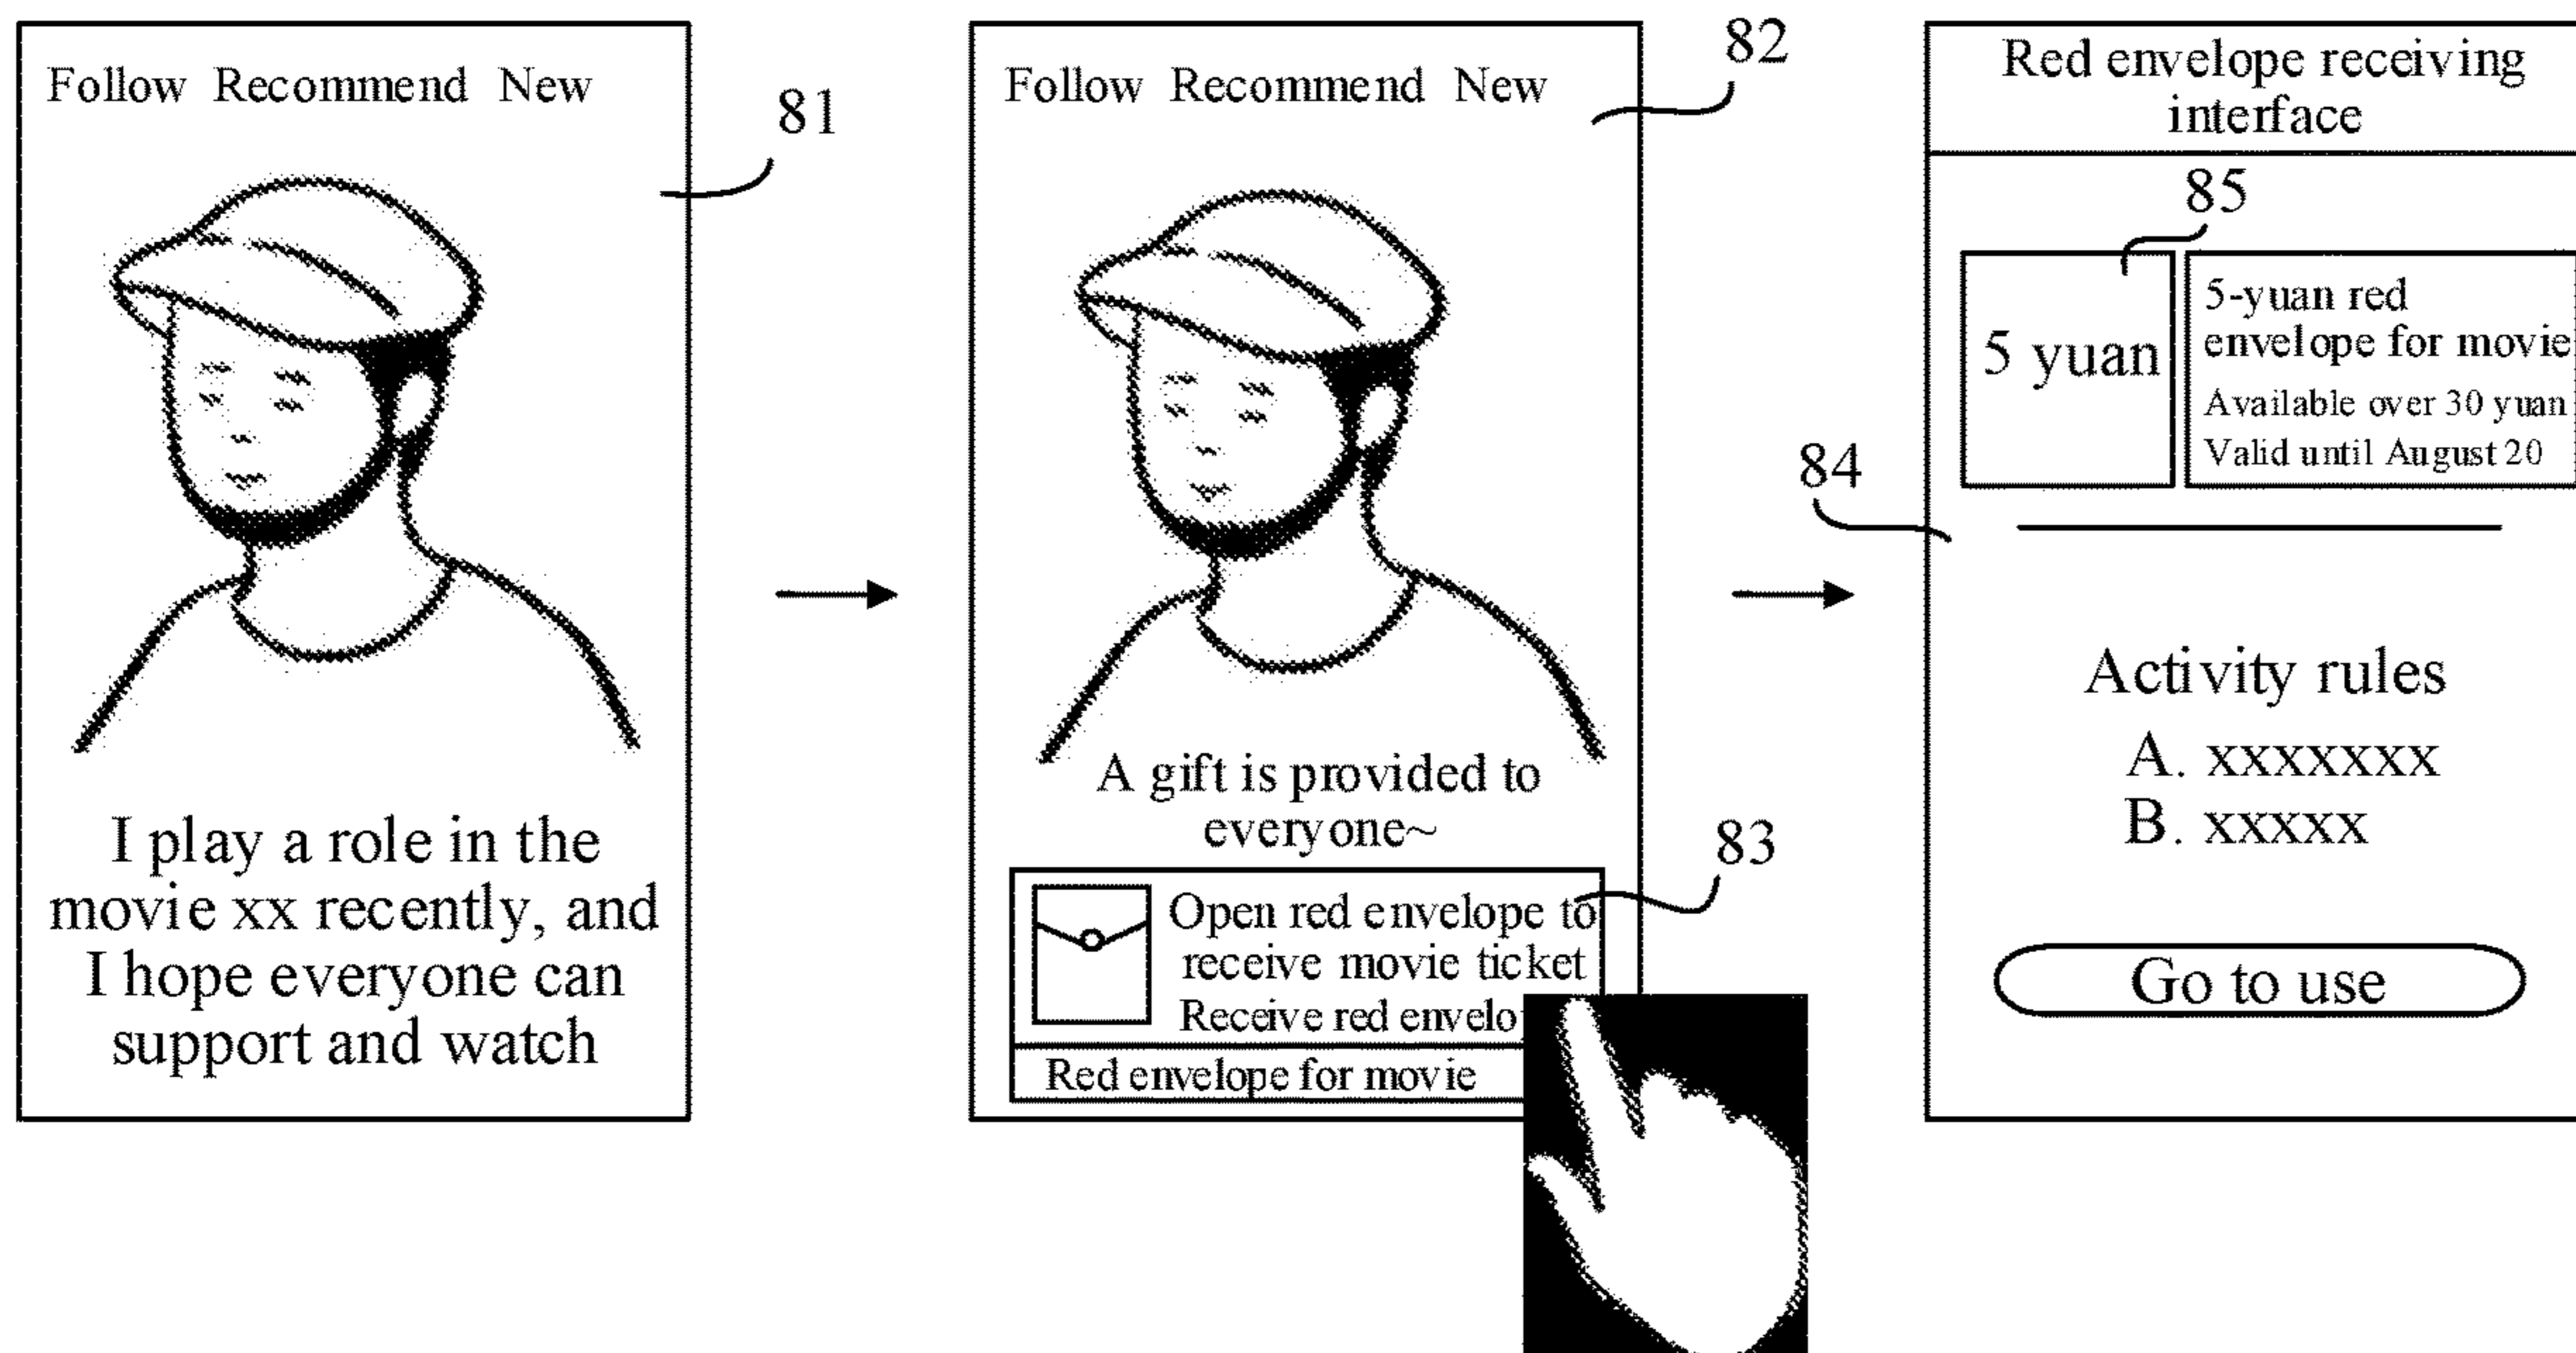 Follow Recommend New
81
I play a role in the
movie xx recently, and
I hope everyone can
support and watch
82
Follow Recommend New
A gift is provided to
everyone~
83
Open red envelope to
receive movie ticket
Receive red
Red envelope for movie
Red envelope receiving
interface
85
5 yuan
5-yuan red
envelope for movie
Available over 30 yuan
Valid until August 20
84
Activity rules
A. xxxxxxx
B. xxxxx
Go to use